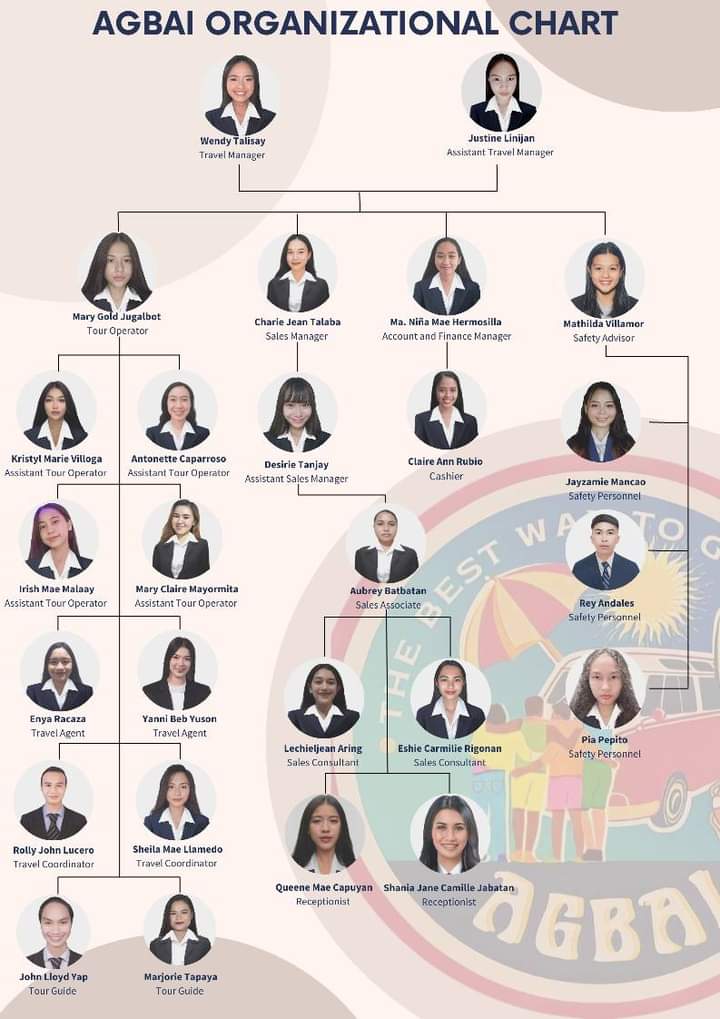 AGBAI ORGANIZATIONAL CHART
Wendy Talisay
Travel Manager
Justine Linijan
Assistant Travel Manager
Mary Gold Jugalbot
Tour Operator
Charie Jean Talaba
Sales Manager
Ma. Niña Mae Hermosilla
Account and Finance Manager
Mathilda Villamor
Safety Advisor
Kristyl Marie Villoga
Assistant Tour Operator
Antonette Caparroso
Assistant Tour Operator
Desirie Tanjay
Assistant Sales Manager
Claire Ann Rubio
Cashier
Jayzamie Mancao
Safety Personnel
Irish Mae Malaay
Assistant Tour Operator
Mary Claire Mayormita
Assistant Tour Operator
Aubrey Batbatan
Sales Associate
Rey Andales
Safety Personnel
Enya Racaza
Travel Agent
Yanni Beb Yuson
Travel Agent
Lechieljean Aring
Sales Consultant
Eshie Carmilie Rigonan
Sales Consultant
Pia Pepito
Safety Personnel
Rolly John Lucero
Travel Coordinator
Sheila Mae Llamedo
Travel Coordinator
Queene Mae Capuyan
Receptionist
Shania Jane Camille Jabatan
Receptionist
John Lloyd Yap
Tour Guide
Marjorie Tapaya
Tour Guide
THE BEST WAY TO
AGBAI